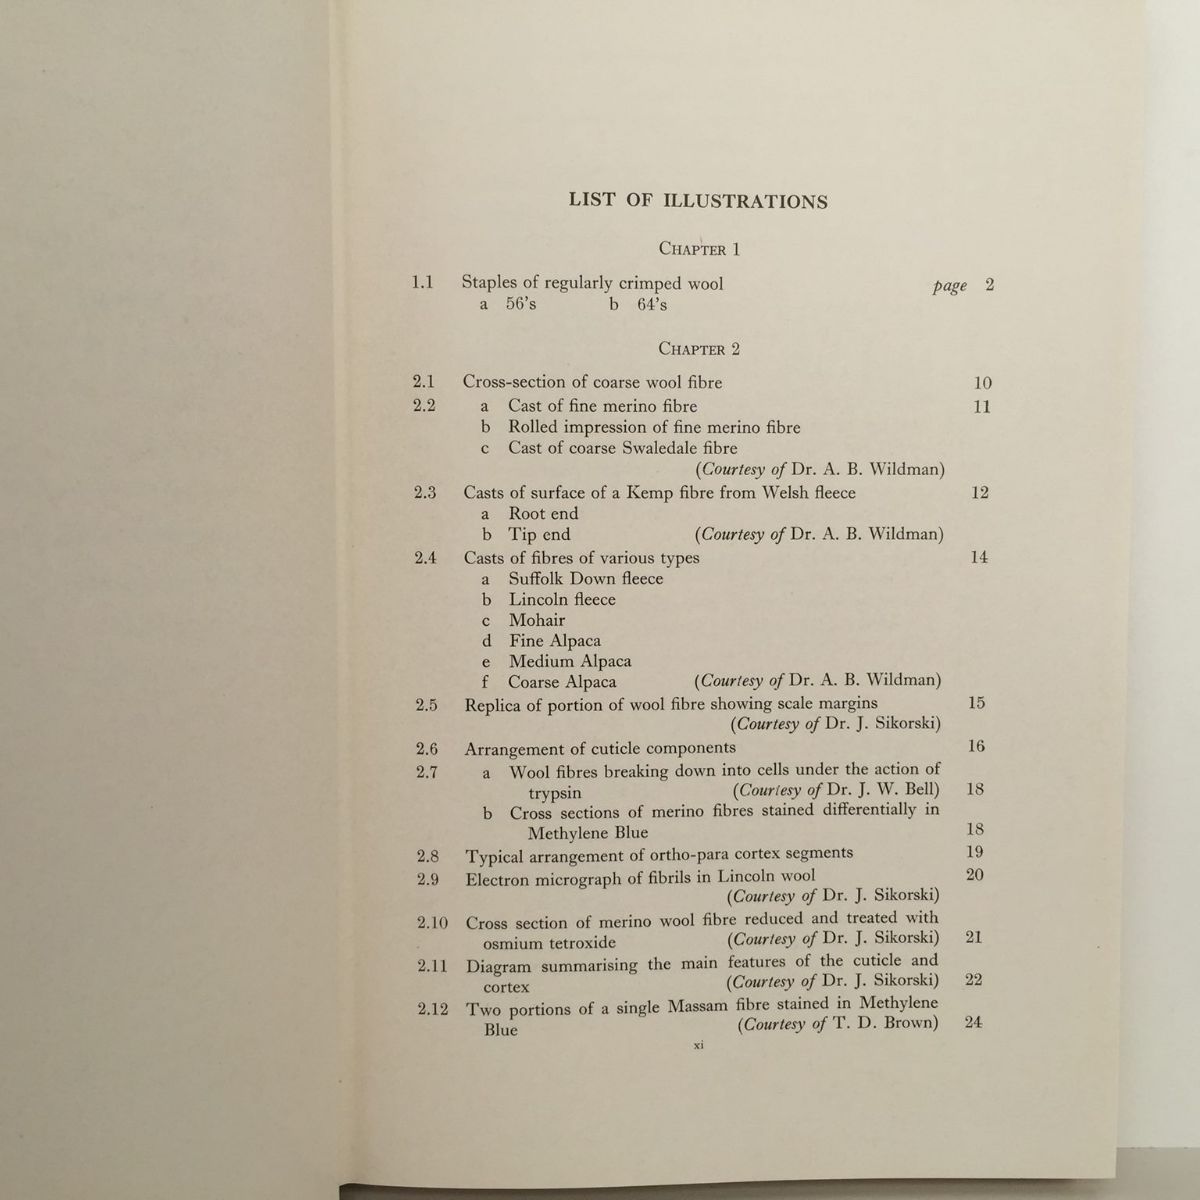 LIST OF ILLUSTRATIONS
CHAPTER 1
1.1 Staples of regularly crimped wool page 2
a 56's b 64's
CHAPTER 2
2.1 Cross-section of coarse wool fibre 10
2.2 a Cast of fine merino fibre 11
b Rolled impression of fine merino fibre
c Cast of coarse Swaledale fibre
(Courtesy of Dr. A. B. Wildman)
2.3 Casts of surface of a Kemp fibre from Welsh fleece 12
a Root end
b Tip end (Courtesy of Dr. A. B. Wildman)
2.4 Casts of fibres of various types 14
a Suffolk Down fleece
b Lincoln fleece
c Mohair
d Fine Alpaca
e Medium Alpaca
f Coarse Alpaca (Courtesy of Dr. A. B. Wildman)
2.5 Replica of portion of wool fibre showing scale margins 15
(Courtesy of Dr. J. Sikorski)
2.6 Arrangement of cuticle components 16
2.7 a Wool fibres breaking down into cells under the action of
trypsin (Courtesy of Dr. J. W. Bell) 18
b Cross sections of merino fibres stained differentially in
Methylene Blue 18
2.8 Typical arrangement of ortho-para cortex segments 19
2.9 Electron micrograph of fibrils in Lincoln wool 20
(Courtesy of Dr. J. Sikorski)
2.10 Cross section of merino wool fibre reduced and treated with
osmium tetroxide (Courtesy of Dr. J. Sikorski) 21
2.11 Diagram summarising the main features of the cuticle and
cortex (Courtesy of Dr. J. Sikorski) 22
2.12 Two portions of a single Massam fibre stained in Methylene
Blue (Courtesy of T. D. Brown) 24
xi